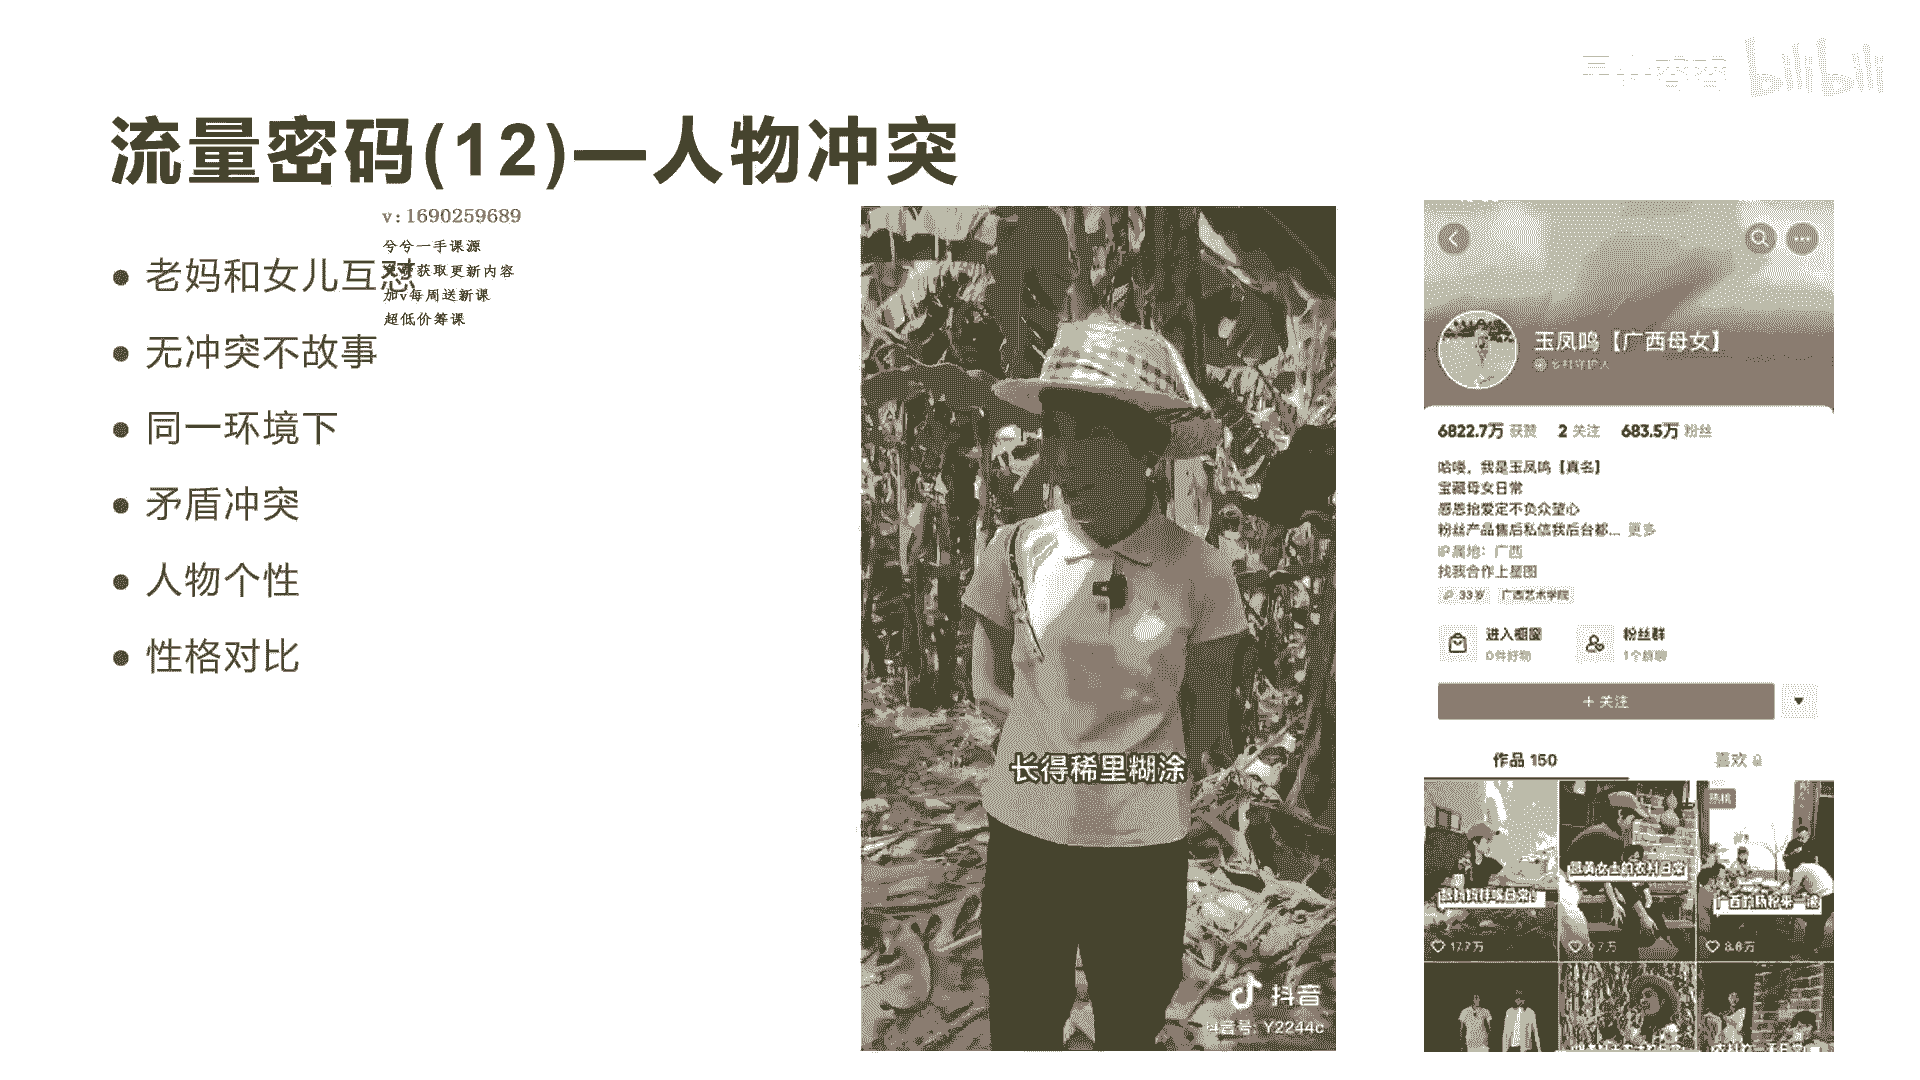 bilibili
流量密码(12)—人物冲突
v:1690259689
兮兮一手课源
获取更新内容
加v每周送新课
超低价筹课
老妈和女儿互怼
无冲突不故事
同一环境下
矛盾冲突
人物个性
性格对比
长得稀里糊涂
抖音
抖音号: Y2244c
玉凤鸣【广西母女】
乡村守护人
6822.7万 获赞 2 关注 683.5万 粉丝
哈喽，我是玉凤鸣【真名】
宝藏母女日常
感恩抬爱定不负众望心
粉丝产品售后私信我后台都... 更多
IP属地：广西
找我合作上星图
33岁 广西艺术学院
进入橱窗
0件好物
粉丝群
1个群聊
+ 关注
作品 150
喜欢
17.7万
9.7万
8.8万